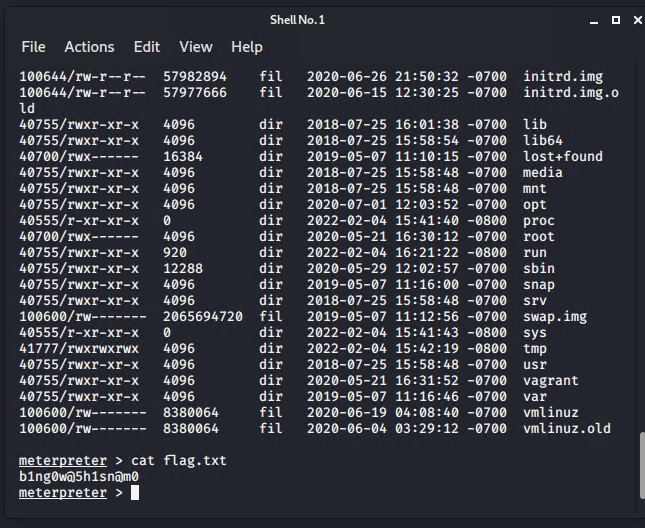 Shell No. 1
File Actions Edit View Help
100644/rw-r--r-- 57982894 fil 2020-06-26 21:50:32 -0700 initrd.img
100644/rw-r--r-- 57977666 fil 2020-06-15 12:30:25 -0700 initrd.img.o
ld
40755/rwxr-xr-x 4096 dir 2018-07-25 16:01:38 -0700 lib
40755/rwxr-xr-x 4096 dir 2018-07-25 15:58:54 -0700 lib64
40700/rwx------ 16384 dir 2019-05-07 11:10:15 -0700 lost+found
40755/rwxr-xr-x 4096 dir 2018-07-25 15:58:48 -0700 media
40755/rwxr-xr-x 4096 dir 2018-07-25 15:58:48 -0700 mnt
40755/rwxr-xr-x 4096 dir 2020-07-01 12:03:52 -0700 opt
40555/r-xr-xr-x 0 dir 2022-02-04 15:41:40 -0800 proc
40700/rwx------ 4096 dir 2020-05-21 16:30:12 -0700 root
40755/rwxr-xr-x 920 dir 2022-02-04 16:21:22 -0800 run
40755/rwxr-xr-x 12288 dir 2020-05-29 12:02:57 -0700 sbin
40755/rwxr-xr-x 4096 dir 2019-05-07 11:16:00 -0700 snap
40755/rwxr-xr-x 4096 dir 2018-07-25 15:58:48 -0700 srv
100600/rw------- 2065694720 fil 2019-05-07 11:12:56 -0700 swap.img
40555/r-xr-xr-x 0 dir 2022-02-04 15:41:43 -0800 sys
41777/rwxrwxrwx 4096 dir 2022-02-04 15:42:19 -0800 tmp
40755/rwxr-xr-x 4096 dir 2018-07-25 15:58:48 -0700 usr
40755/rwxr-xr-x 4096 dir 2020-05-21 16:31:52 -0700 vagrant
40755/rwxr-xr-x 4096 dir 2019-05-07 11:16:46 -0700 var
100600/rw------- 8380064 fil 2020-06-19 04:08:40 -0700 vmlinuz
100600/rw------- 8380064 fil 2020-06-04 03:29:12 -0700 vmlinuz.old
meterpreter > cat flag.txt
b1ng0w@5h1sn@m0
meterpreter >